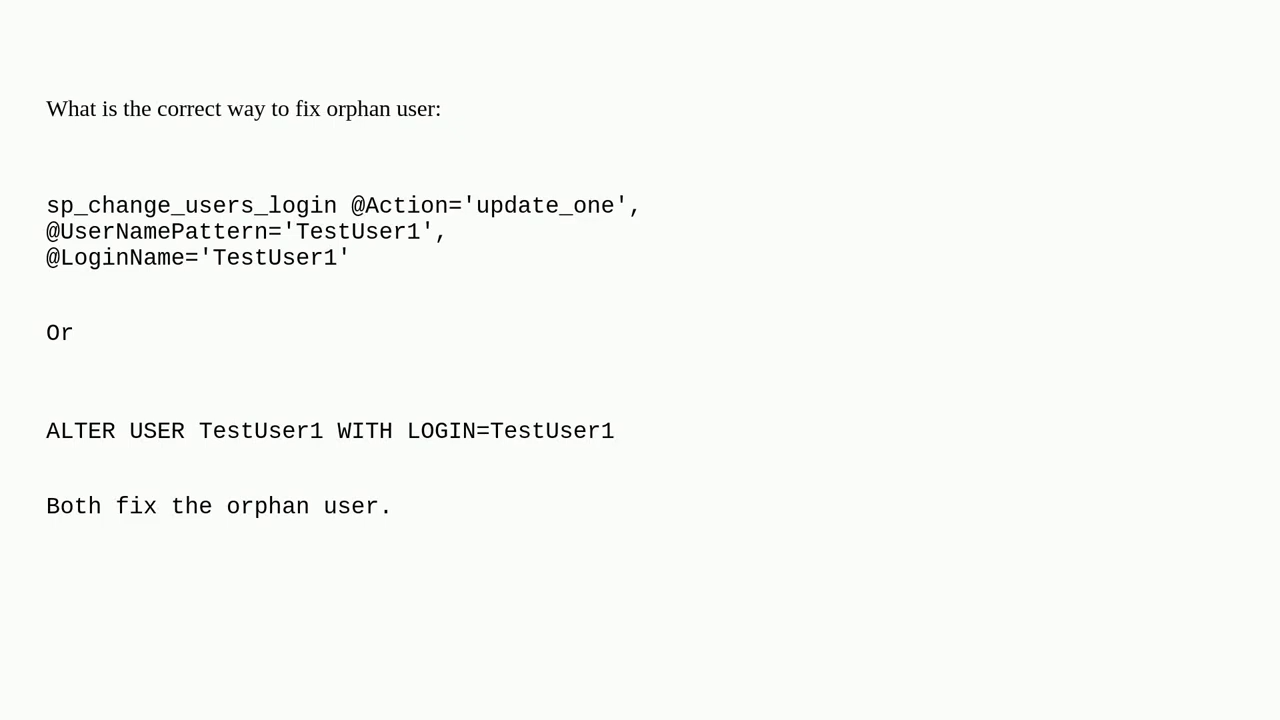 What is the correct way to fix orphan user:
sp_change_users_login @Action='update_one',
@UserNamePattern='TestUser1',
@LoginName='TestUser1'
Or
ALTER USER TestUser1 WITH LOGIN=TestUser1
Both fix the orphan user.